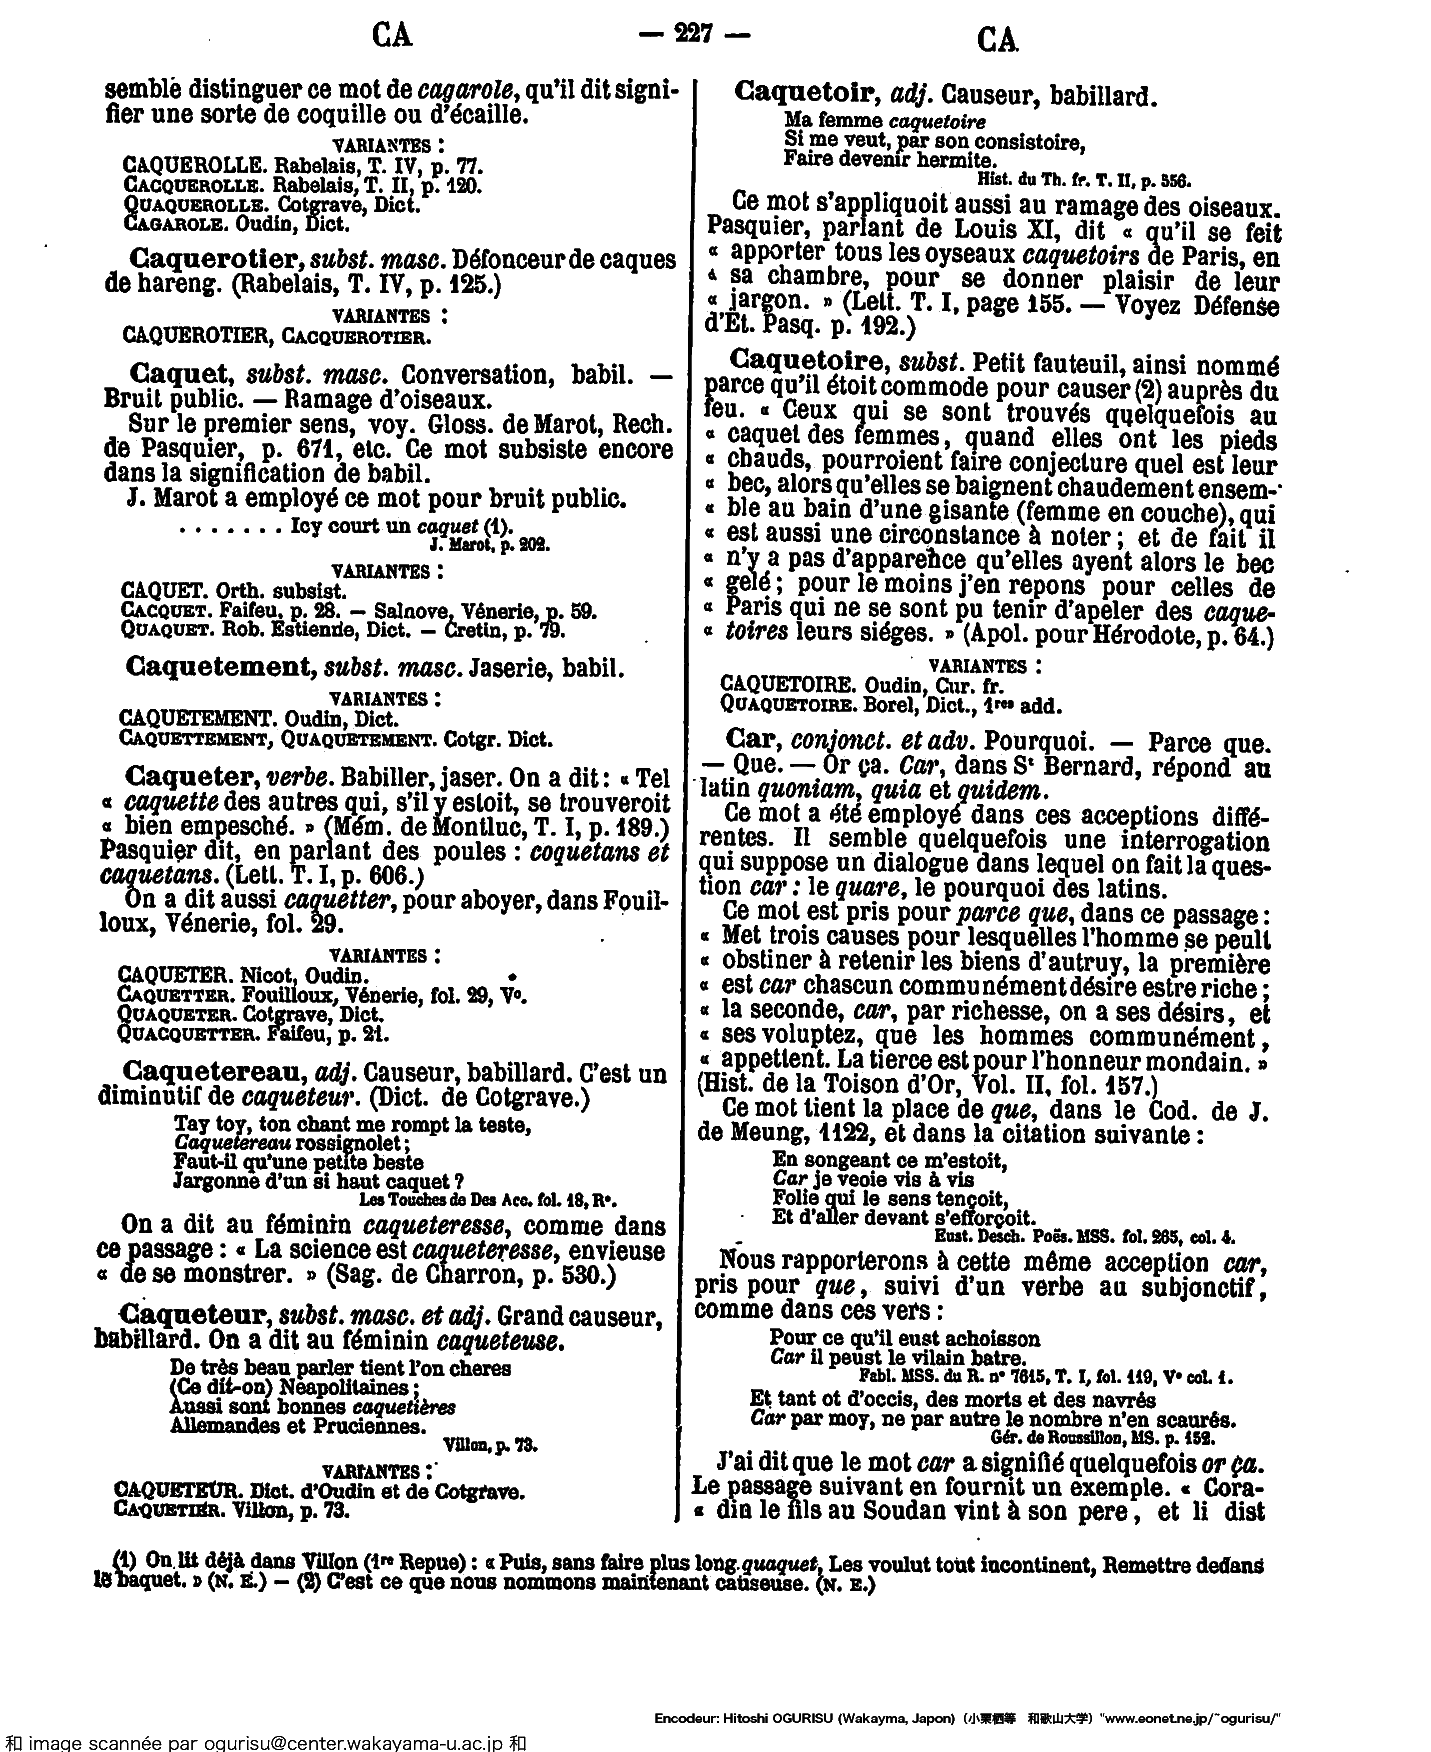 CA
— 227 —
CA
semble distinguer ce mot de cagarole, qu'il dit signi-
fier une sorte de coquille ou d'écaille.
VARIANTES :
CAQUEROLLE. Rabelais, T. IV, p. 77.
CACQUEROLLE. Rabelais, T. II, p. 120.
QUAQUEROLLE. Cotgrave, Dict.
CAGAROLE. Oudin, Dict.
Caquerotier, subst. masc. Défonceur de caques
de hareng. (Rabelais, T. IV, p. 125.)
VARIANTES :
CAQUEROTIER, CACQUEROTIER.
Caquet, subst. masc. Conversation, babil. —
Bruit public. — Ramage d'oiseaux.
Sur le premier sens, voy. Gloss. de Marot, Rech.
de Pasquier, p. 671, etc. Ce mot subsiste encore
dans la signification de babil.
J. Marot a employé ce mot pour bruit public.
. . . . . . . Icy court un caquet (1).
J. Marot, p. 202.
VARIANTES :
CAQUET. Orth. subsist.
CACQUET. Faifeu, p. 28. — Salnove, Vénerie, p. 59.
QUAQUET. Rob. Estienne, Dict. — Cretin, p. 79.
Caquetement, subst. masc. Jaserie, babil.
VARIANTES :
CAQUETEMENT. Oudin, Dict.
CAQUETTEMENT, QUAQUETEMENT. Cotgr. Dict.
Caqueter, verbe. Babiller, jaser. On a dit : « Tel
« caquette des autres qui, s'il y estoit, se trouveroit
« bien empesché. » (Mém. de Montluc, T. I, p. 189.)
Pasquier dit, en parlant des poules : coquetans et
caquetans. (Lett. T. I, p. 606.)
On a dit aussi caquetter, pour aboyer, dans Fouil-
loux, Vénerie, fol. 29.
VARIANTES :
CAQUETER. Nicot, Oudin.
CAQUETTER. Fouilloux, Vénerie, fol. 29, Vº.
QUAQUETER. Cotgrave, Dict.
QUACQUETTER. Faifeu, p. 21.
Caquetereau, adj. Causeur, babillard. C'est un
diminutif de caqueteur. (Dict. de Cotgrave.)
Tay toy, ton chant me rompt la teste,
Caquetereau rossignolet ;
Faut-il qu'une petite beste
Jargonne d'un si haut caquet ?
Les Touches de Des Acc. fol. 18, Rº.
On a dit au féminin caqueteresse, comme dans
ce passage : « La science est caqueteresse, envieuse
« de se monstrer. » (Sag. de Charron, p. 530.)
Caqueteur, subst. masc. et adj. Grand causeur,
babillard. On a dit au féminin caqueteuse.
De très beau parler tient l'on cheres
(Ce dit-on) Neapolitaines ;
Aussi sont bonnes caquetières
Allemandes et Pruciennes.
Villon, p. 73.
VARIANTES :
CAQUETEUR. Dict. d'Oudin et de Cotgrave.
CAQUETIER. Villon, p. 73.
Caquetoir, adj. Causeur, babillard.
Ma femme caquetoire
Si me veut, par son consistoire,
Faire devenir hermite.
Hist. du Th. fr. T. II, p. 556.
Ce mot s'appliquoit aussi au ramage des oiseaux.
Pasquier, parlant de Louis XI, dit « qu'il se feit
« apporter tous les oyseaux caquetoirs de Paris, en
« sa chambre, pour se donner plaisir de leur
« jargon. » (Lett. T. I, page 155. — Voyez Défense
d'Et. Pasq. p. 192.)
Caquetoire, subst. Petit fauteuil, ainsi nommé
parce qu'il étoit commode pour causer (2) auprès du
feu. « Ceux qui se sont trouvés quelquefois au
« caquet des femmes, quand elles ont les pieds
« chauds, pourroient faire conjecture quel est leur
« bec, alors qu'elles se baignent chaudement ensem-
« ble au bain d'une gisante (femme en couche), qui
« est aussi une circonstance à noter ; et de fait il
« n'y a pas d'apparence qu'elles ayent alors le bec
« gelé ; pour le moins j'en repons pour celles de
« Paris qui ne se sont pu tenir d'apeler des caque-
« toires leurs siéges. » (Apol. pour Hérodote, p. 64.)
VARIANTES :
CAQUETOIRE. Oudin, Cur. fr.
QUAQUETOIRE. Borel, Dict., 1res add.
Car, conjonct. et adv. Pourquoi. — Parce que.
— Que. — Or ça. Car, dans St Bernard, répond au
latin quoniam, quia et quidem.
Ce mot a été employé dans ces acceptions diffé-
rentes. Il semble quelquefois une interrogation
qui suppose un dialogue dans lequel on fait la ques-
tion car : le quare, le pourquoi des latins.
Ce mot est pris pour parce que, dans ce passage :
« Met trois causes pour lesquelles l'homme se peult
« obstiner à retenir les biens d'autruy, la première
« est car chascun communément désire estre riche ;
« la seconde, car, par richesse, on a ses désirs, et
« ses voluptez, que les hommes communément,
« appettent. La tierce est pour l'honneur mondain. »
(Hist. de la Toison d'Or, Vol. II, fol. 157.)
Ce mot tient la place de que, dans le Cod. de J.
de Meung, 1122, et dans la citation suivante :
En songeant ce m'estoit,
Car je veoie vis à vis
Folie qui le sens tençoit,
Et d'aller devant s'efforçoit.
Eust. Desch. Poës. MSS. fol. 265, col. 4.
Nous rapporterons à cette même acception car,
pris pour que, suivi d'un verbe au subjonctif,
comme dans ces vers :
Pour ce qu'il eust achoisson
Car il peust le vilain batre.
Fabl. MSS. du R. nº 7615, T. I, fol. 119, Vº col. 1.
Et tant ot d'occis, des morts et des navrés
Car par moy, ne par autre le nombre n'en scaurés.
Gér. de Roussillon, MS. p. 152.
J'ai dit que le mot car a signifié quelquefois or ça.
Le passage suivant en fournit un exemple. « Cora-
« din le fils au Soudan vint à son pere, et li dist
(1) On lit déjà dans Villon (1re Repue) : « Puis, sans faire plus long quaquet, Les voulut tout incontinent, Remettre dedans
le baquet. » (N. E.) — (2) C'est ce que nous nommons maintenant causeuse. (N. E.)
Encodeur: Hitoshi OGURISU (Wakayma, Japon) (小栗栖等 和歌山大学) "www.eonet.ne.jp/~ogurisu/"
和 image scannée par ogurisu@center.wakayama-u.ac.jp 和